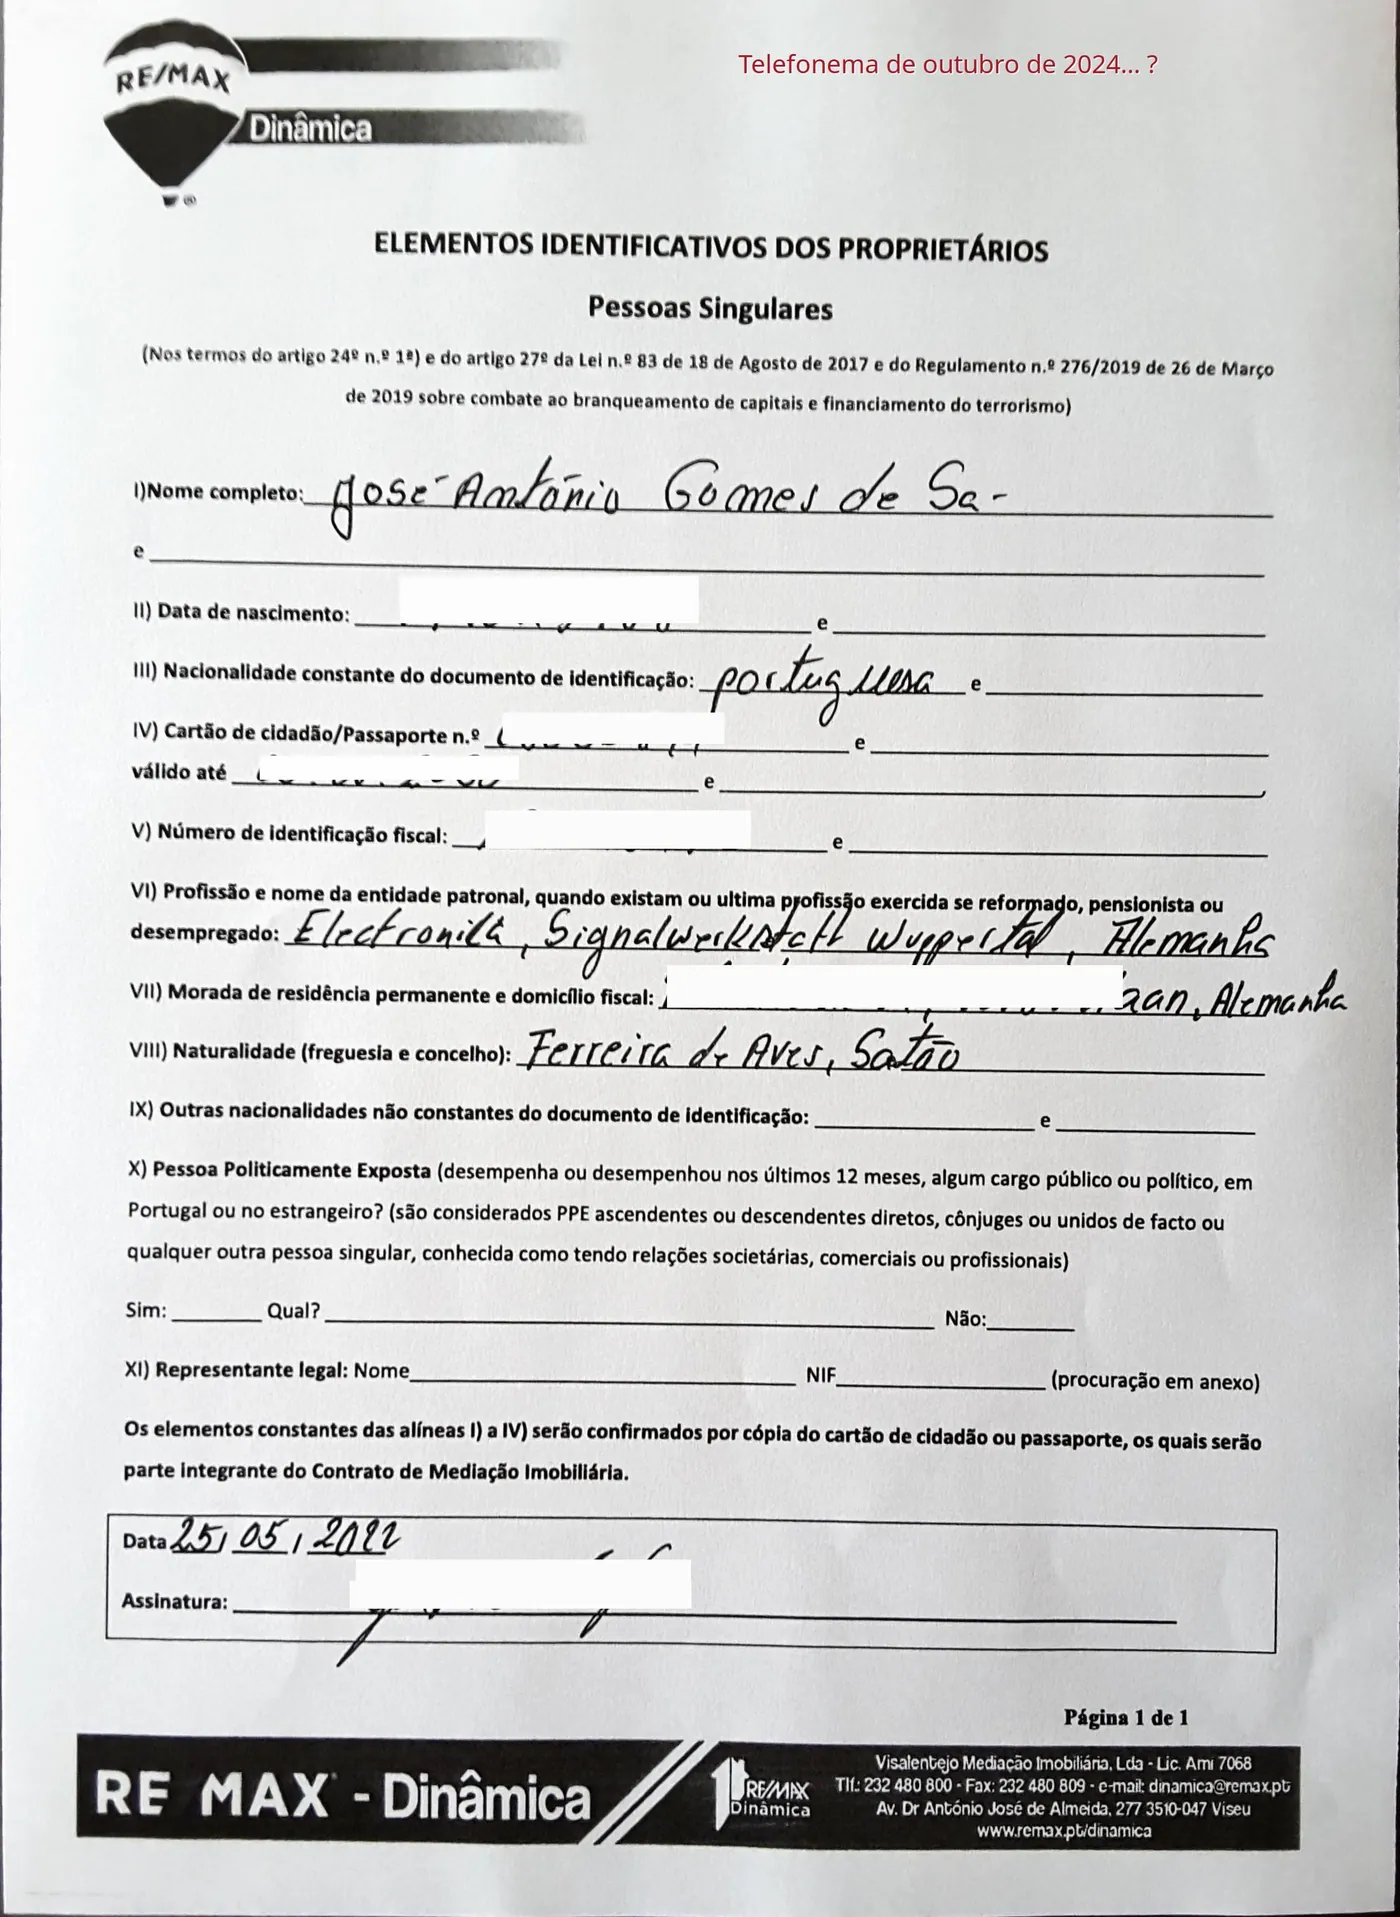 RE/MAX
Telefonema de outubro de 2024... ?
Dinâmica
ELEMENTOS IDENTIFICATIVOS DOS PROPRIETÁRIOS
Pessoas Singulares
(Nos termos do artigo 24º n.º 1ª) e do artigo 27º da Lei n.º 83 de 18 de Agosto de 2017 e do Regulamento n.º 276/2019 de 26 de Março
de 2019 sobre combate ao branqueamento de capitais e financiamento do terrorismo)
I)Nome completo: José António Gomes de Sá
e
II) Data de nascimento: e
III) Nacionalidade constante do documento de identificação: portuguesa e
IV) Cartão de cidadão/Passaporte n.º e
válido até e
V) Número de identificação fiscal: e
VI) Profissão e nome da entidade patronal, quando existam ou ultima profissão exercida se reformado, pensionista ou
desempregado: Electronik, Signalwerkstatt Wuppertal, Alemanha
VII) Morada de residência permanente e domicílio fiscal: aan, Alemanha
VIII) Naturalidade (freguesia e concelho): Ferreira de Aves, Satão
IX) Outras nacionalidades não constantes do documento de identificação: e
X) Pessoa Politicamente Exposta (desempenha ou desempenhou nos últimos 12 meses, algum cargo público ou político, em
Portugal ou no estrangeiro? (são considerados PPE ascendentes ou descendentes diretos, cônjuges ou unidos de facto ou
qualquer outra pessoa singular, conhecida como tendo relações societárias, comerciais ou profissionais)
Sim: Qual? Não:
XI) Representante legal: Nome NIF (procuração em anexo)
Os elementos constantes das alíneas I) a IV) serão confirmados por cópia do cartão de cidadão ou passaporte, os quais serão
parte integrante do Contrato de Mediação Imobiliária.
Data 25/05/2022
Assinatura:
Página 1 de 1
RE MAX - Dinâmica
RE/MAX
Dinâmica
Visalentejo Mediação Imobiliária, Lda - Lic. Ami 7068
Tlf.: 232 480 800 - Fax: 232 480 809 - e-mail: dinamica@remax.pt
Av. Dr António José de Almeida, 277 3510-047 Viseu
www.remax.pt/dinamica